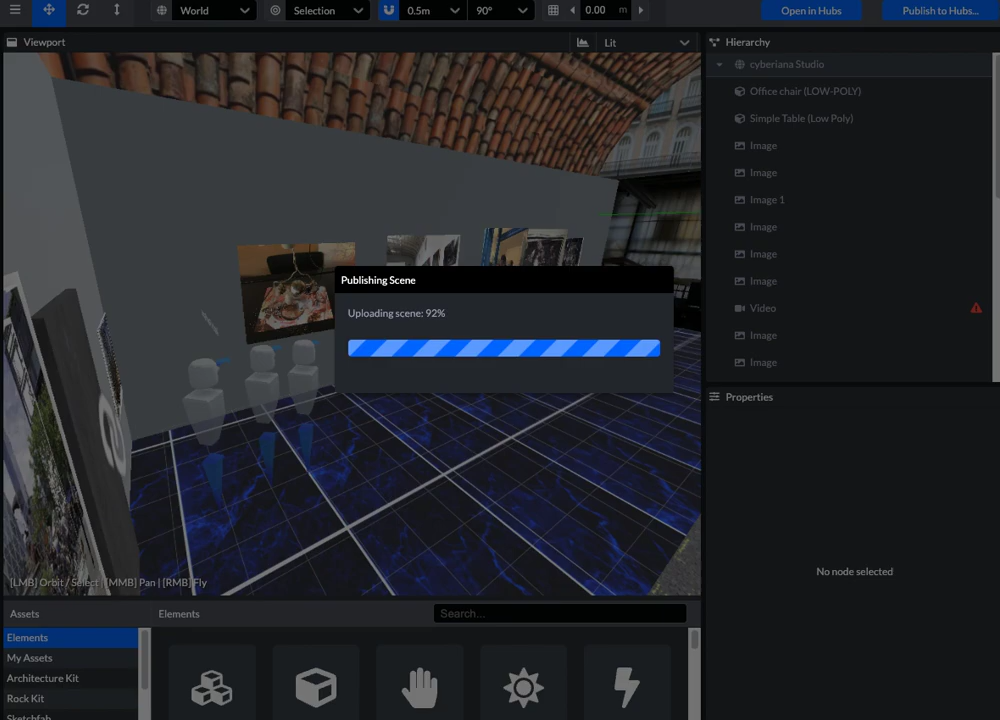 World
Selection
0.5m
90°
0.00 m
Open in Hubs
Publish to Hubs...
Viewport
Lit
Hierarchy
cyberiana Studio
Office chair (LOW-POLY)
Simple Table (Low Poly)
Image
Image
Image 1
Image
Image
Image
Video
Image
Image
Publishing Scene
Uploading scene: 92%
Properties
No node selected
[LMB] Orbit / Select | [MMB] Pan | [RMB] Fly
Assets
Elements
Search...
Elements
My Assets
Architecture Kit
Rock Kit
Sketchfab